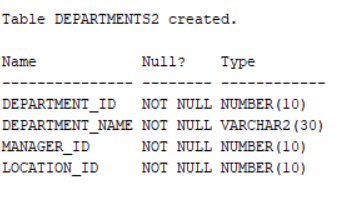 Table DEPARTMENTS2 created.
Name            Null?    Type
--------------- -------- ------------
DEPARTMENT_ID   NOT NULL NUMBER(10)
DEPARTMENT_NAME NOT NULL VARCHAR2(30)
MANAGER_ID      NOT NULL NUMBER(10)
LOCATION_ID     NOT NULL NUMBER(10)